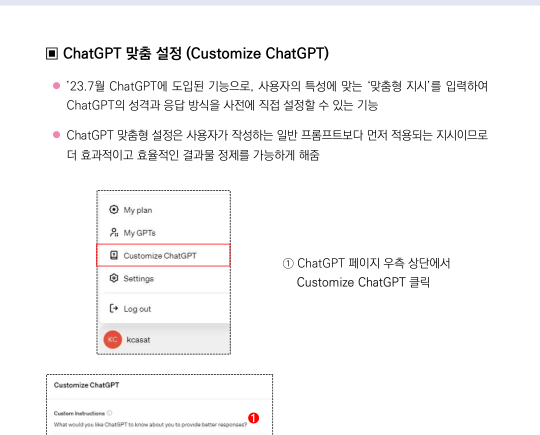 ▣ ChatGPT 맞춤 설정 (Customize ChatGPT)
● '23.7월 ChatGPT에 도입된 기능으로, 사용자의 특성에 맞는 '맞춤형 지시'를 입력하여
ChatGPT의 성격과 응답 방식을 사전에 직접 설정할 수 있는 기능
● ChatGPT 맞춤형 설정은 사용자가 작성하는 일반 프롬프트보다 먼저 적용되는 지시이므로
더 효과적이고 효율적인 결과물 정제를 가능하게 해줌
My plan
My GPTs
Customize ChatGPT
Settings
Log out
KC kcasat
① ChatGPT 페이지 우측 상단에서
Customize ChatGPT 클릭
Customize ChatGPT
Custom Instructions ⓘ
What would you like ChatGPT to know about you to provide better responses? ❶